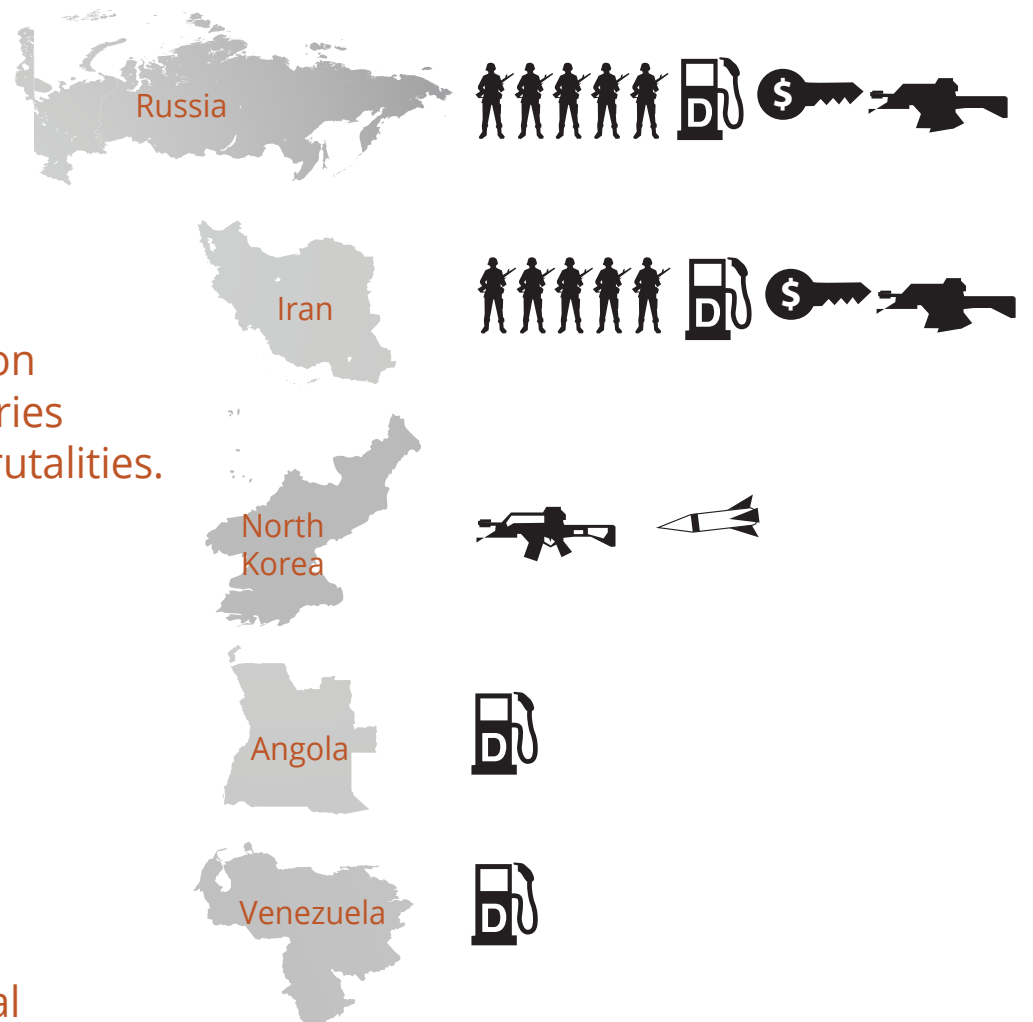 Russia
D
$
Iran
D
$
on
ries
rutalities.
North
Korea
Angola
D
Venezuela
D
al